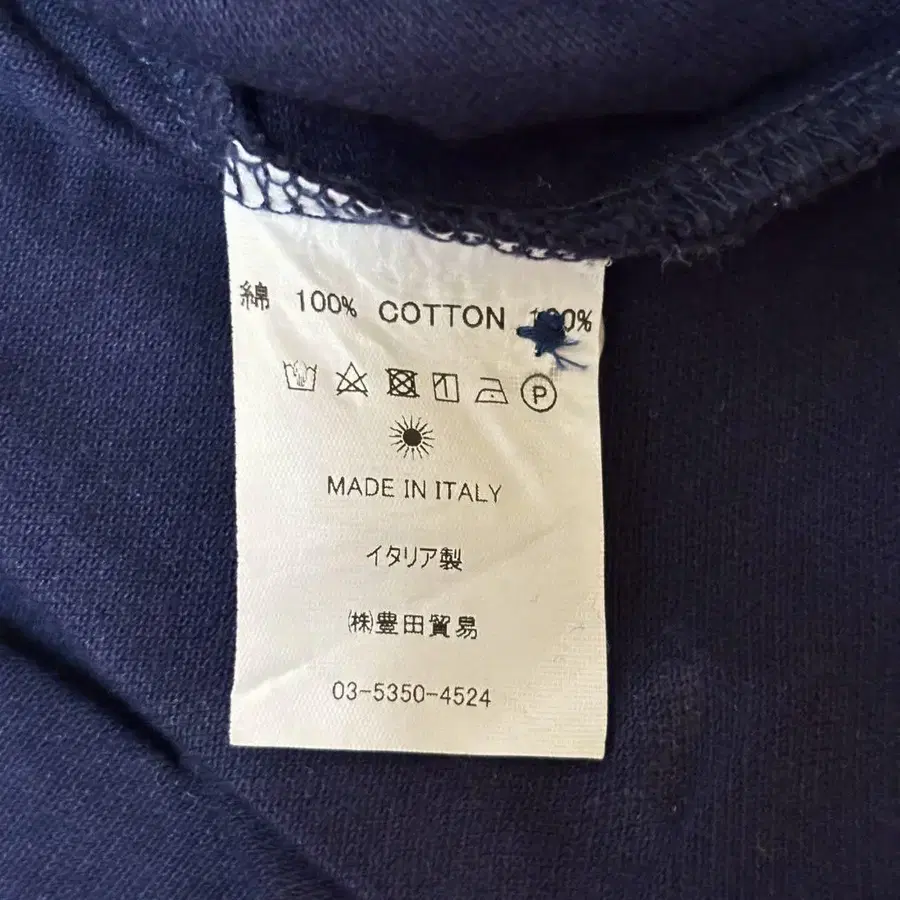 綿 100% COTTON 100%
P
MADE IN ITALY
イタリア製
㈱豊田貿易
03-5350-4524